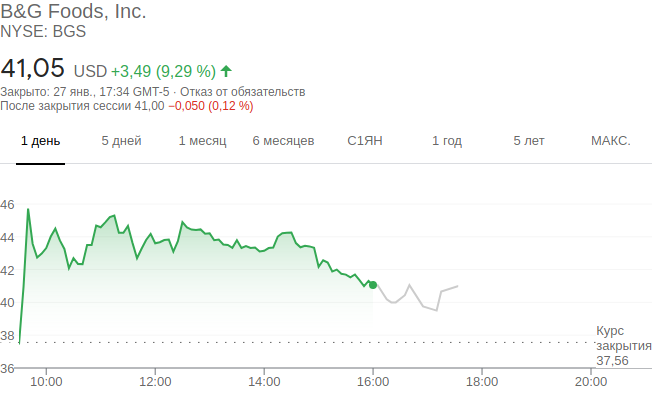 B&G Foods, Inc.
NYSE: BGS
41,05 USD +3,49 (9,29 %)
Закрыто: 27 янв., 17:34 GMT-5 · Отказ от обязательств
После закрытия сессии 41,00 −0,050 (0,12 %)
1 день 5 дней 1 месяц 6 месяцев С1ЯН 1 год 5 лет МАКС.
46
44
42
40
38
36
Курс
закрытия
37,56
10:00 12:00 14:00 16:00 18:00 20:00